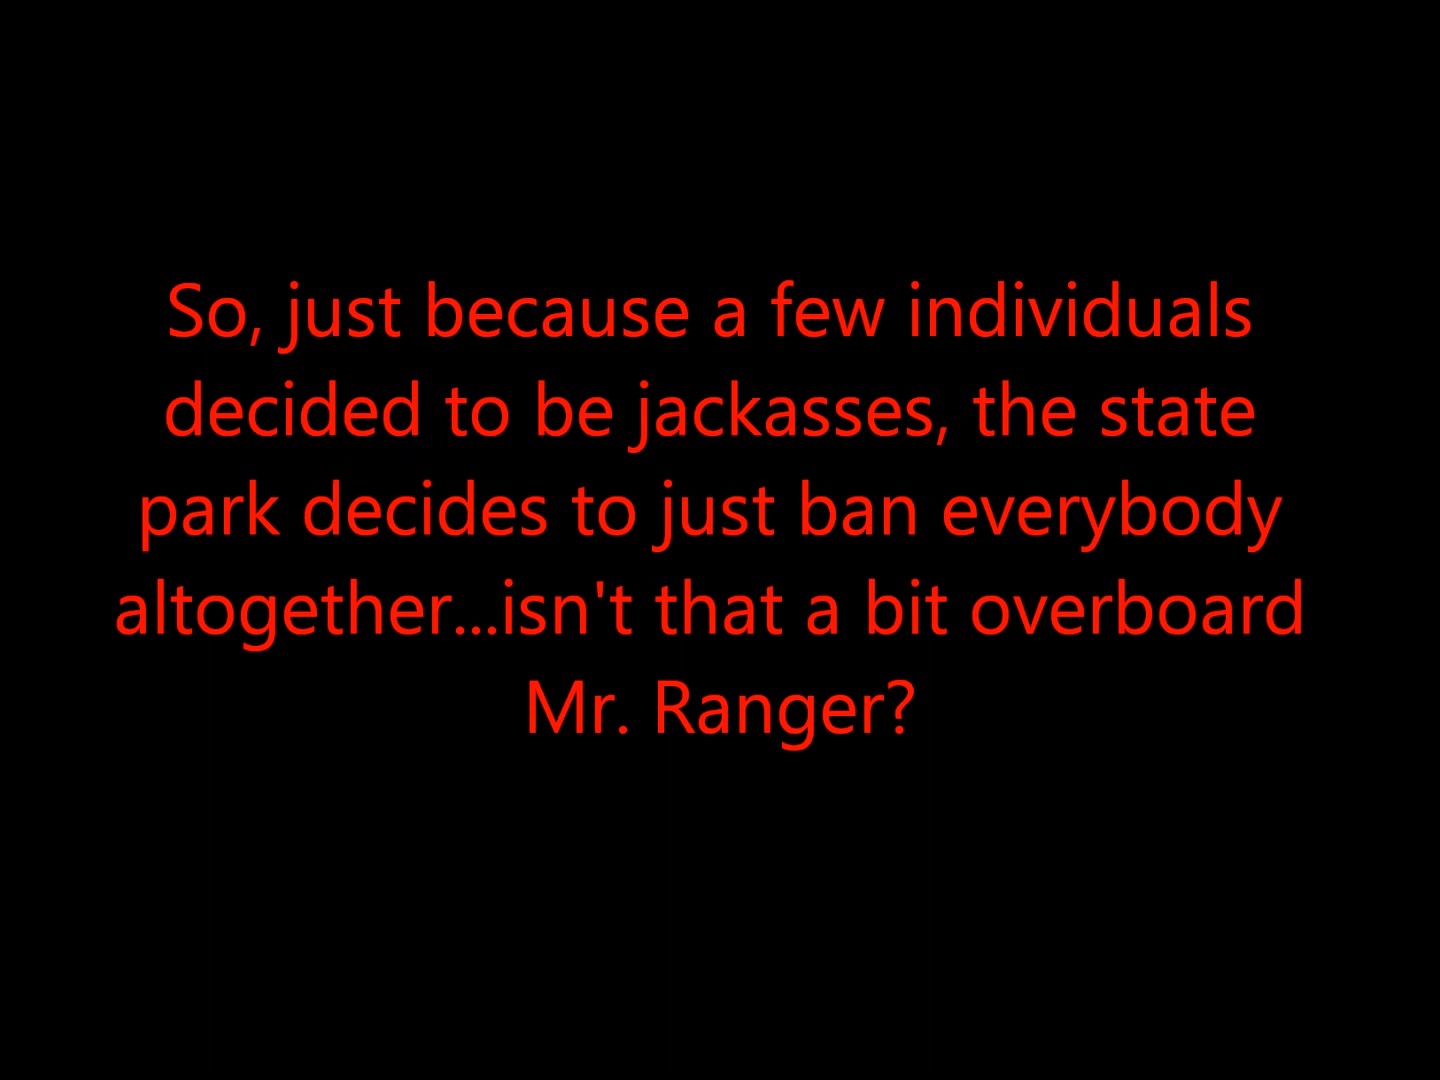 So, just because a few individuals
decided to be jackasses, the state
park decides to just ban everybody
altogether...isn't that a bit overboard
Mr. Ranger?